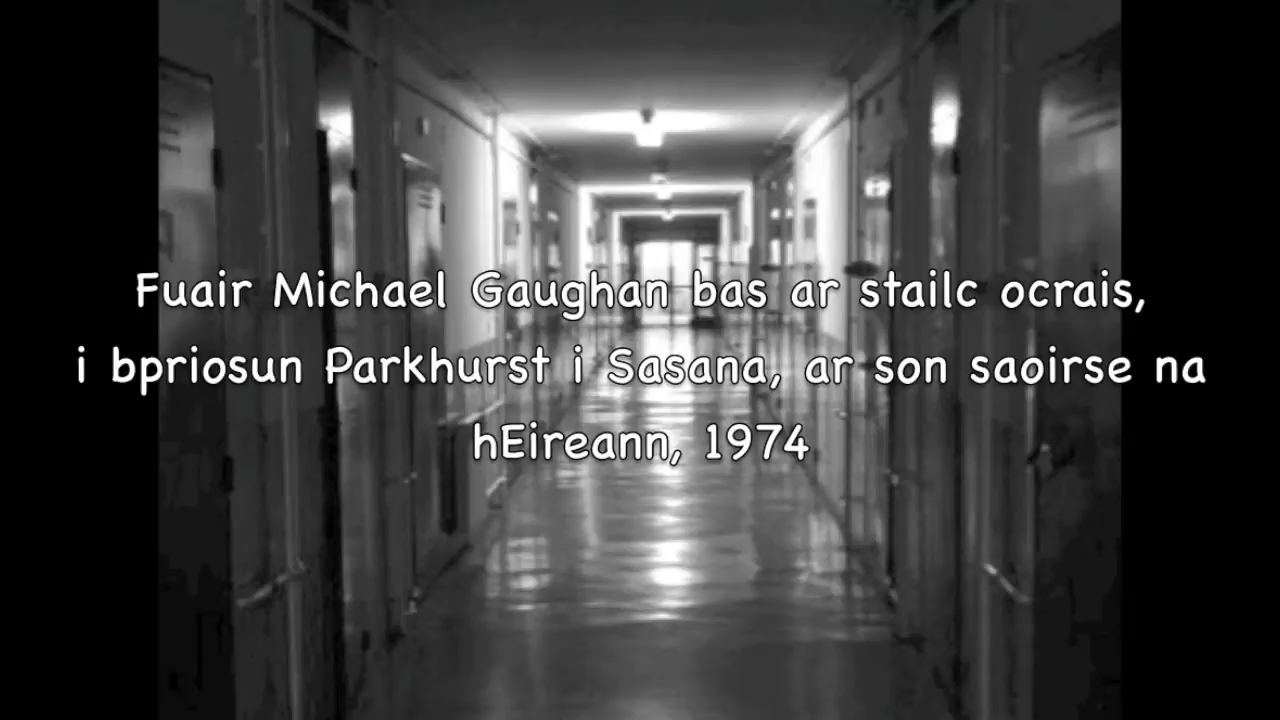 Fuair Michael Gaughan bas ar stailc ocrais,
i bpriosun Parkhurst i Sasana, ar son saoirse na
hEireann, 1974